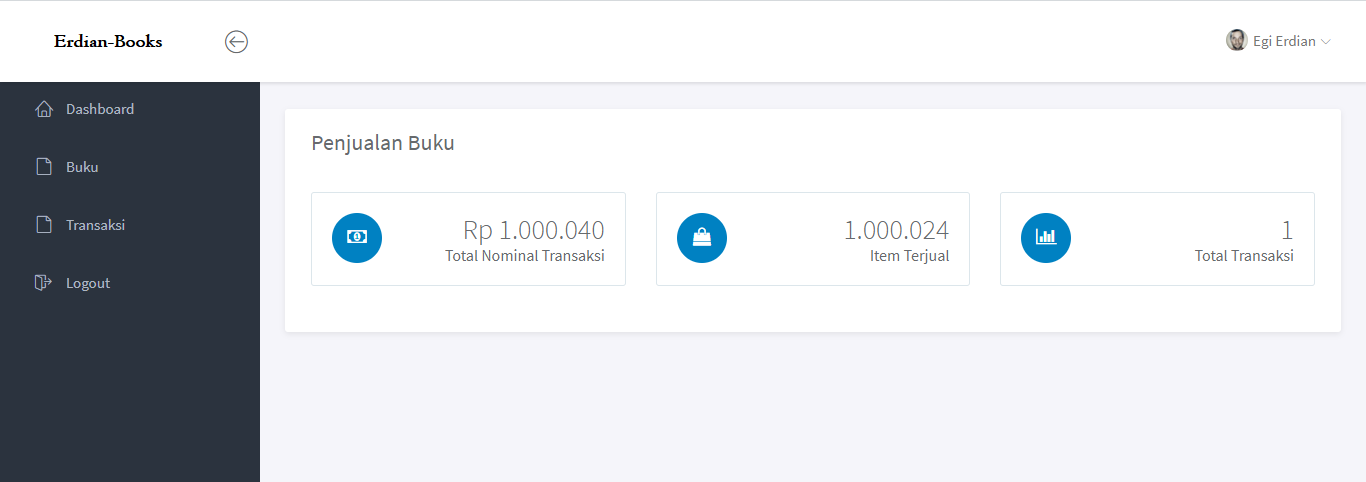 Erdian-Books
Egi Erdian
Dashboard
Buku
Transaksi
Logout
Penjualan Buku
Rp 1.000.040
Total Nominal Transaksi
1.000.024
Item Terjual
1
Total Transaksi